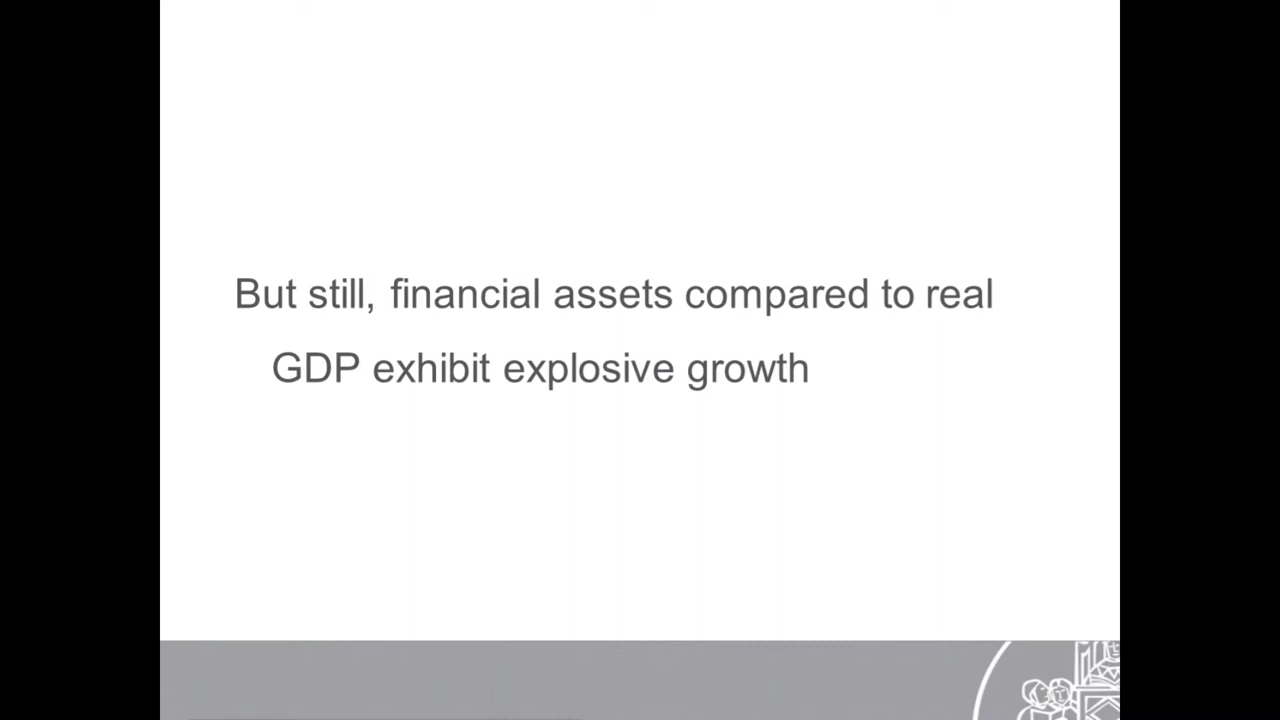 But still, financial assets compared to real
GDP exhibit explosive growth